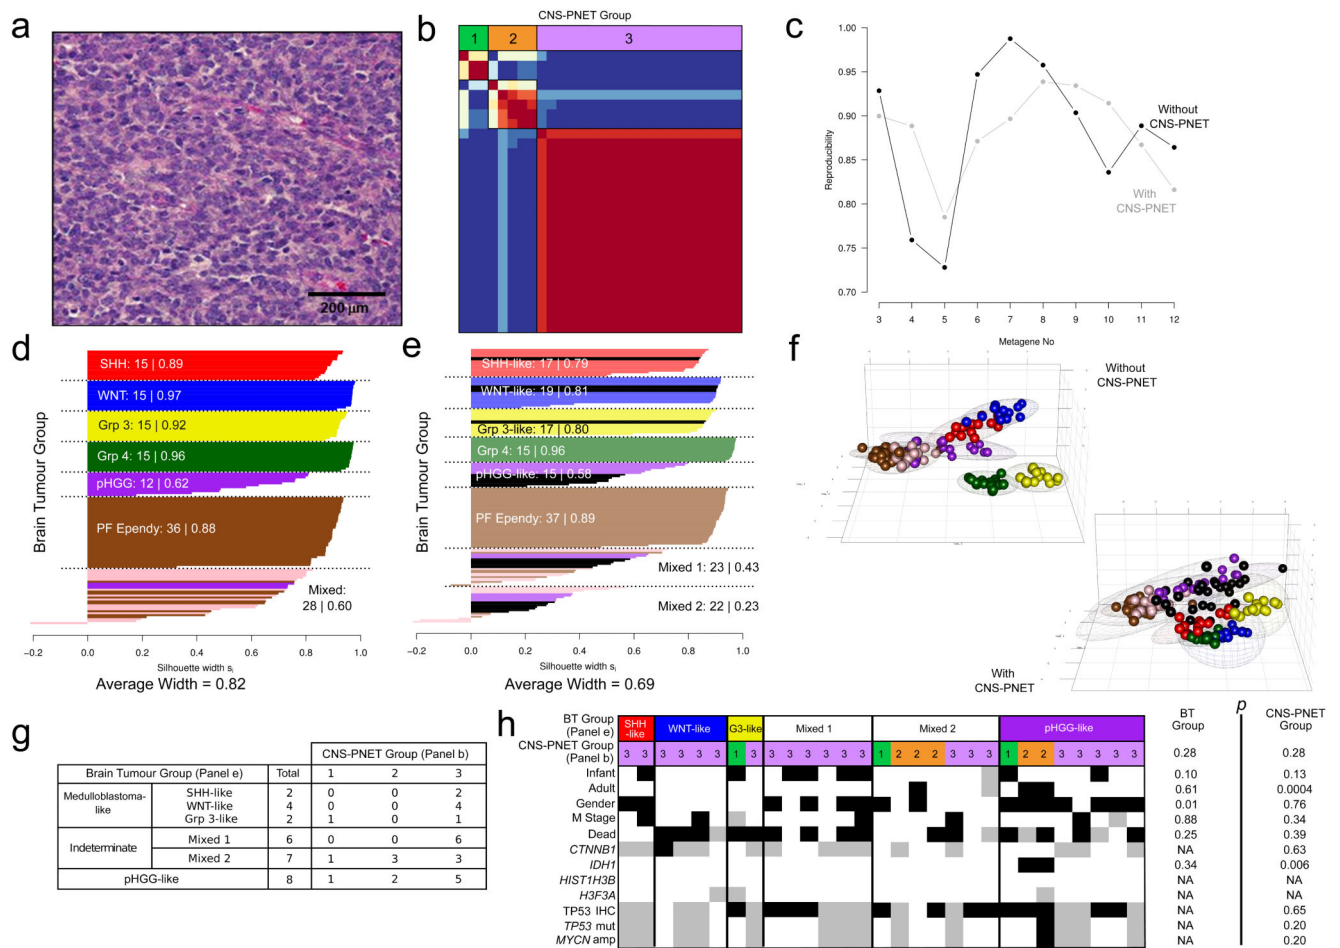 a
200 µm
b
CNS-PNET Group
1 2 3
c
1.00
0.95
0.90
0.85
0.80
0.75
0.70
Reproducibility
3 4 5 6 7 8 9 10 11 12
Metagene No
Without
CNS-PNET
With
CNS-PNET
d
Brain Tumour Group
SHH: 15 | 0.89
WNT: 15 | 0.97
Grp 3: 15 | 0.92
Grp 4: 15 | 0.96
pHGG: 12 | 0.62
PF Ependy: 36 | 0.88
Mixed:
28 | 0.60
−0.2 0.0 0.2 0.4 0.6 0.8 1.0
Silhouette width si
Average Width = 0.82
e
Brain Tumour Group
SHH-like: 17 | 0.79
WNT-like: 19 | 0.81
Grp 3-like: 17 | 0.80
Grp 4: 15 | 0.96
pHGG-like: 15 | 0.58
PF Ependy: 37 | 0.89
Mixed 1: 23 | 0.43
Mixed 2: 22 | 0.23
−0.2 0.0 0.2 0.4 0.6 0.8 1.0
Silhouette width si
Average Width = 0.69
f
Without
CNS-PNET
With
CNS-PNET
g
CNS-PNET Group (Panel b)
Brain Tumour Group (Panel e) Total 1 2 3
Medulloblastoma-like
SHH-like 2 0 0 2
WNT-like 4 0 0 4
Grp 3-like 2 1 0 1
Indeterminate
Mixed 1 6 0 0 6
Mixed 2 7 1 3 3
pHGG-like 8 1 2 5
h
BT Group (Panel e) SHH-like WNT-like G3-like Mixed 1 Mixed 2 pHGG-like
CNS-PNET Group (Panel b) 3 3 3 3 3 3 1 3 3 3 3 3 3 3 1 2 2 2 3 3 3 1 2 2 3 3 3 3 3
p
BT Group CNS-PNET Group
0.28 0.28
Infant 0.10 0.13
Adult 0.61 0.0004
Gender 0.01 0.76
M Stage 0.88 0.34
Dead 0.25 0.39
CTNNB1 NA 0.63
IDH1 0.34 0.006
HIST1H3B NA NA
H3F3A NA NA
TP53 IHC NA 0.65
TP53 mut NA 0.20
MYCN amp NA 0.20